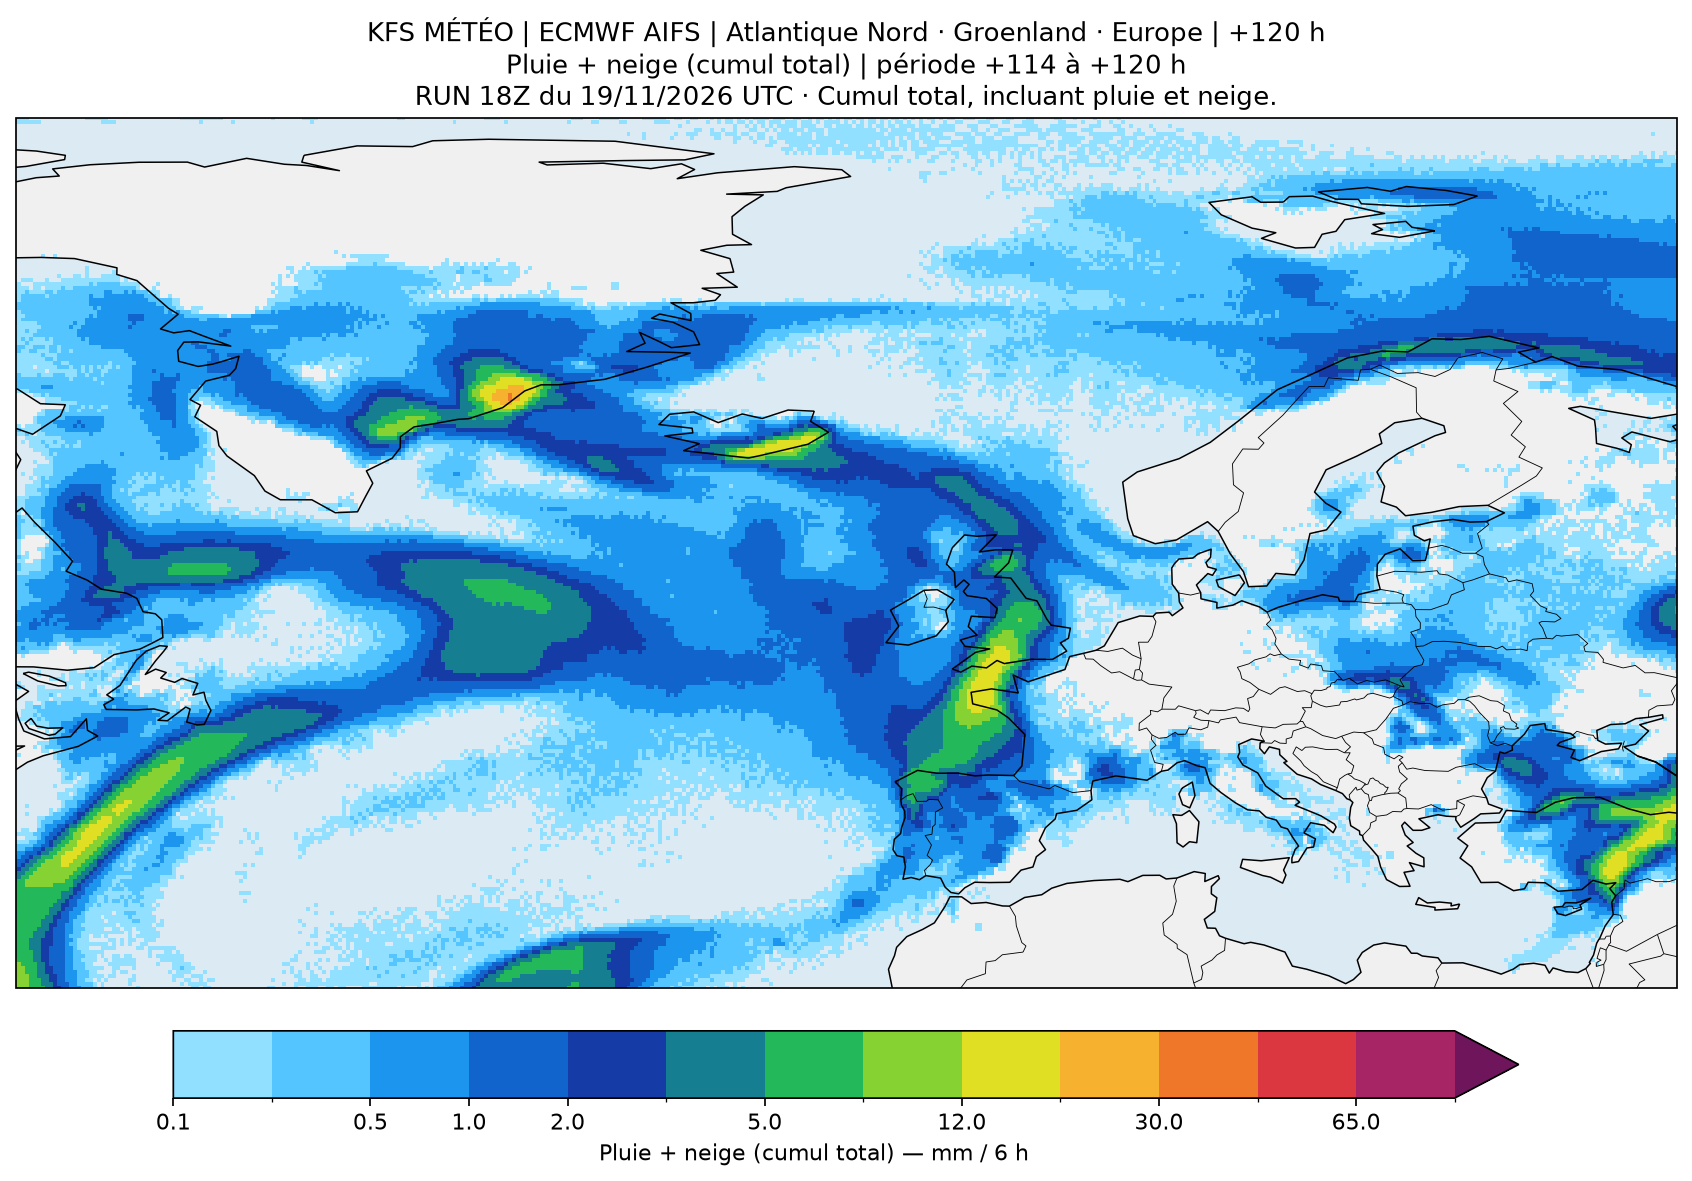 KFS MÉTÉO | ECMWF AIFS | Atlantique Nord · Groenland · Europe | +120 h
Pluie + neige (cumul total) | période +114 à +120 h
RUN 18Z du 19/11/2026 UTC · Cumul total, incluant pluie et neige.
0.1 0.5 1.0 2.0 5.0 12.0 30.0 65.0
Pluie + neige (cumul total) — mm / 6 h